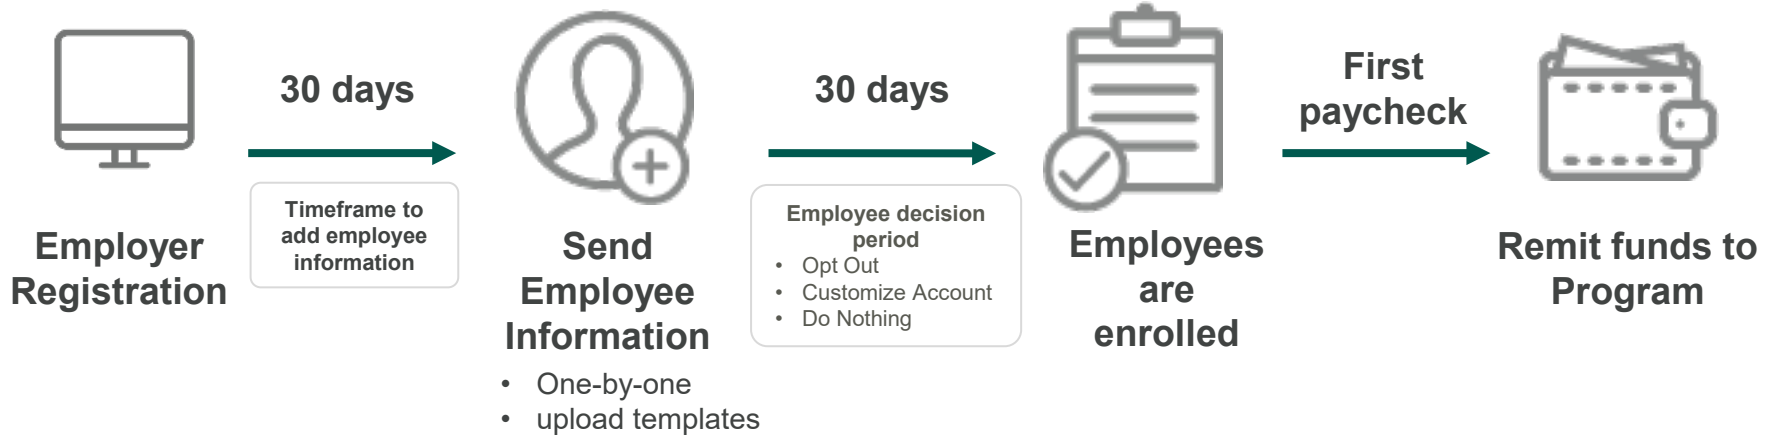 Employer
Registration
30 days
Timeframe to
add employee
information
Send
Employee
Information
• One-by-one
• upload templates
30 days
Employee decision
period
• Opt Out
• Customize Account
• Do Nothing
Employees
are
enrolled
First
paycheck
Remit funds to
Program